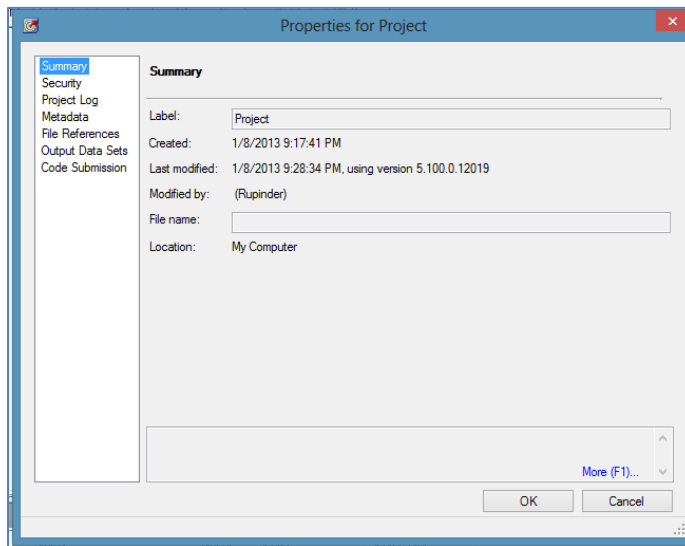 Properties for Project
Summary
Security
Project Log
Metadata
File References
Output Data Sets
Code Submission
Summary
Label: Project
Created: 1/8/2013 9:17:41 PM
Last modified: 1/8/2013 9:28:34 PM, using version 5.100.0.12019
Modified by: (Rupinder)
File name:
Location: My Computer
More (F1)...
OK Cancel